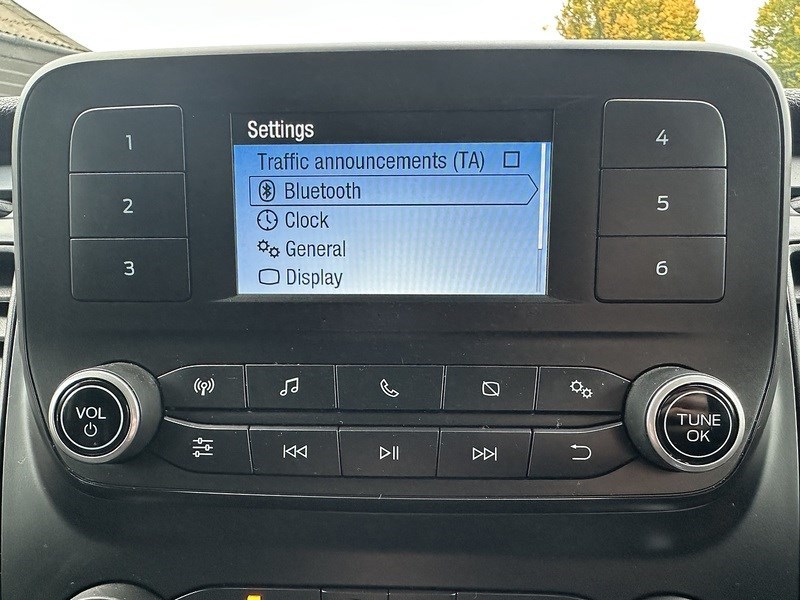 Settings
Traffic announcements (TA)
Bluetooth
Clock
General
Display
1
2
3
4
5
6
VOL
TUNE
OK